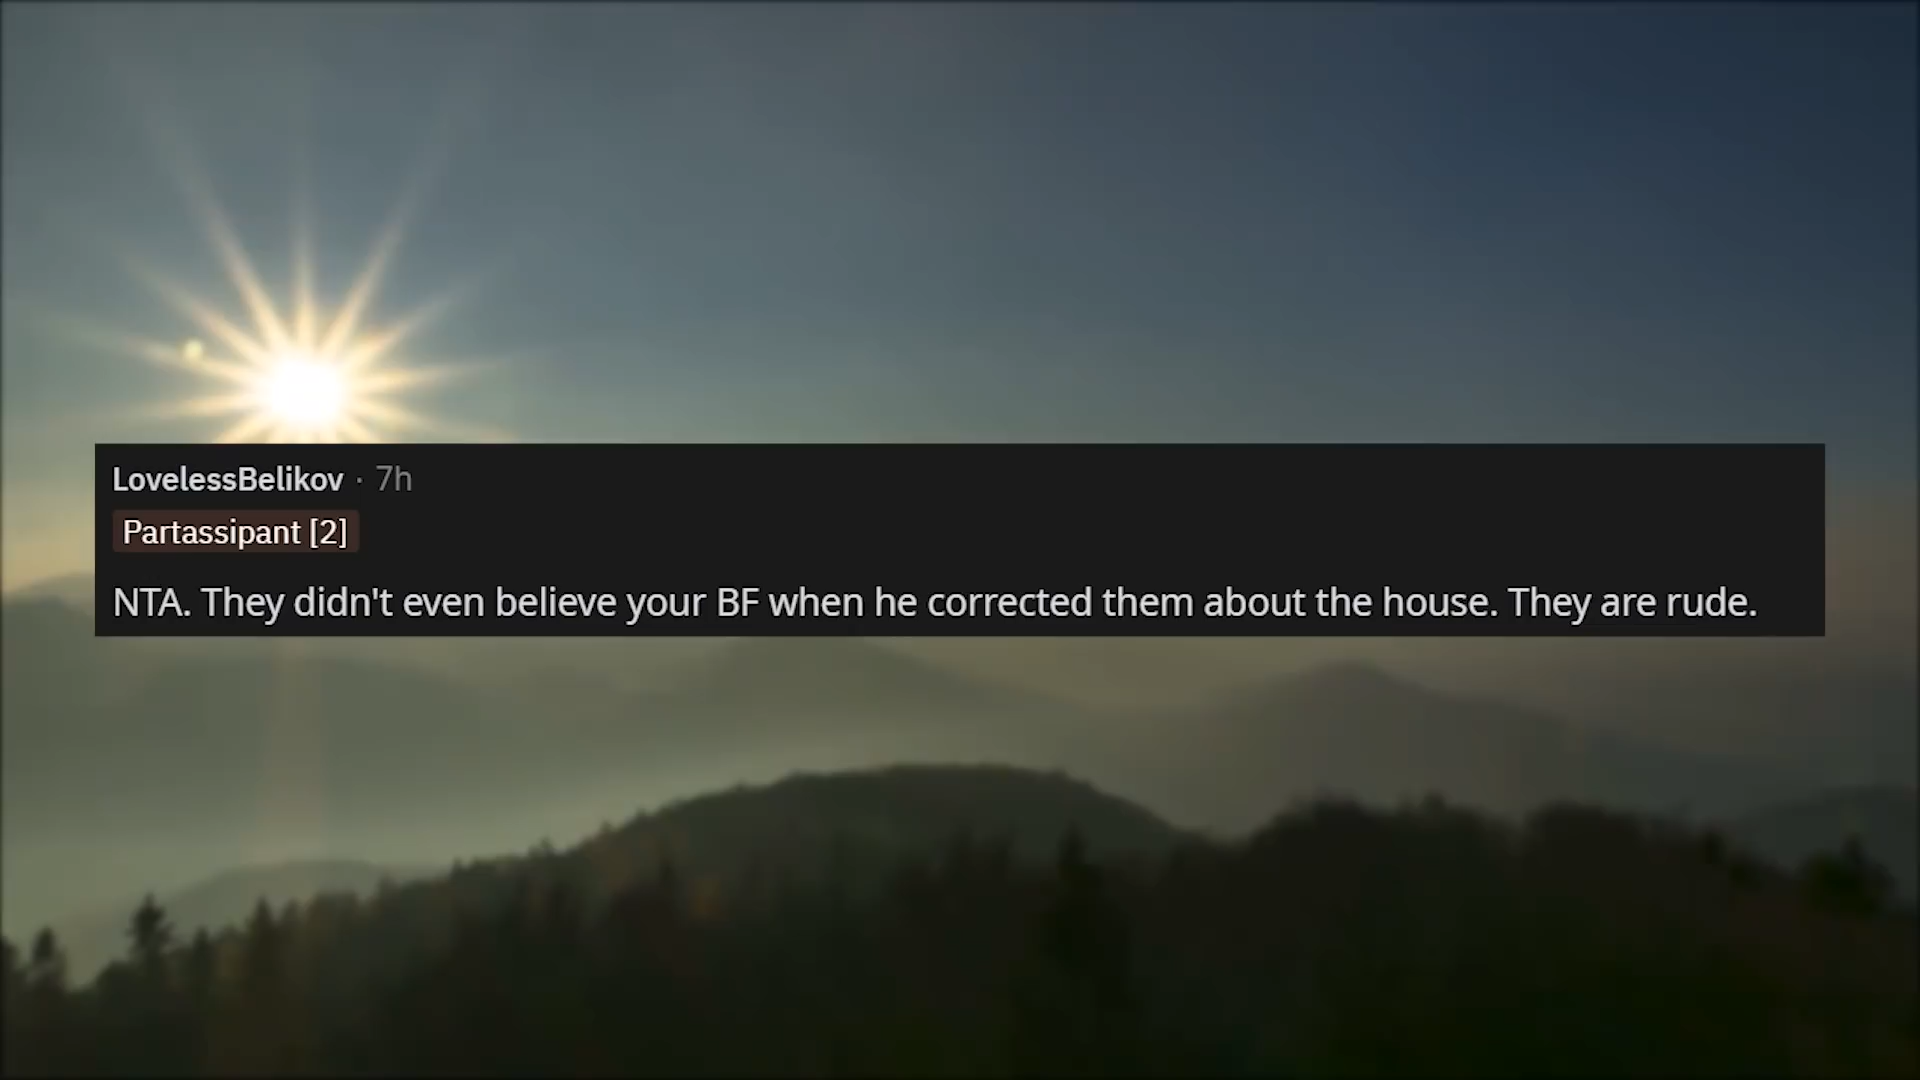 LovelessBelikov · 7h
Partassipant [2]
NTA. They didn't even believe your BF when he corrected them about the house. They are rude.